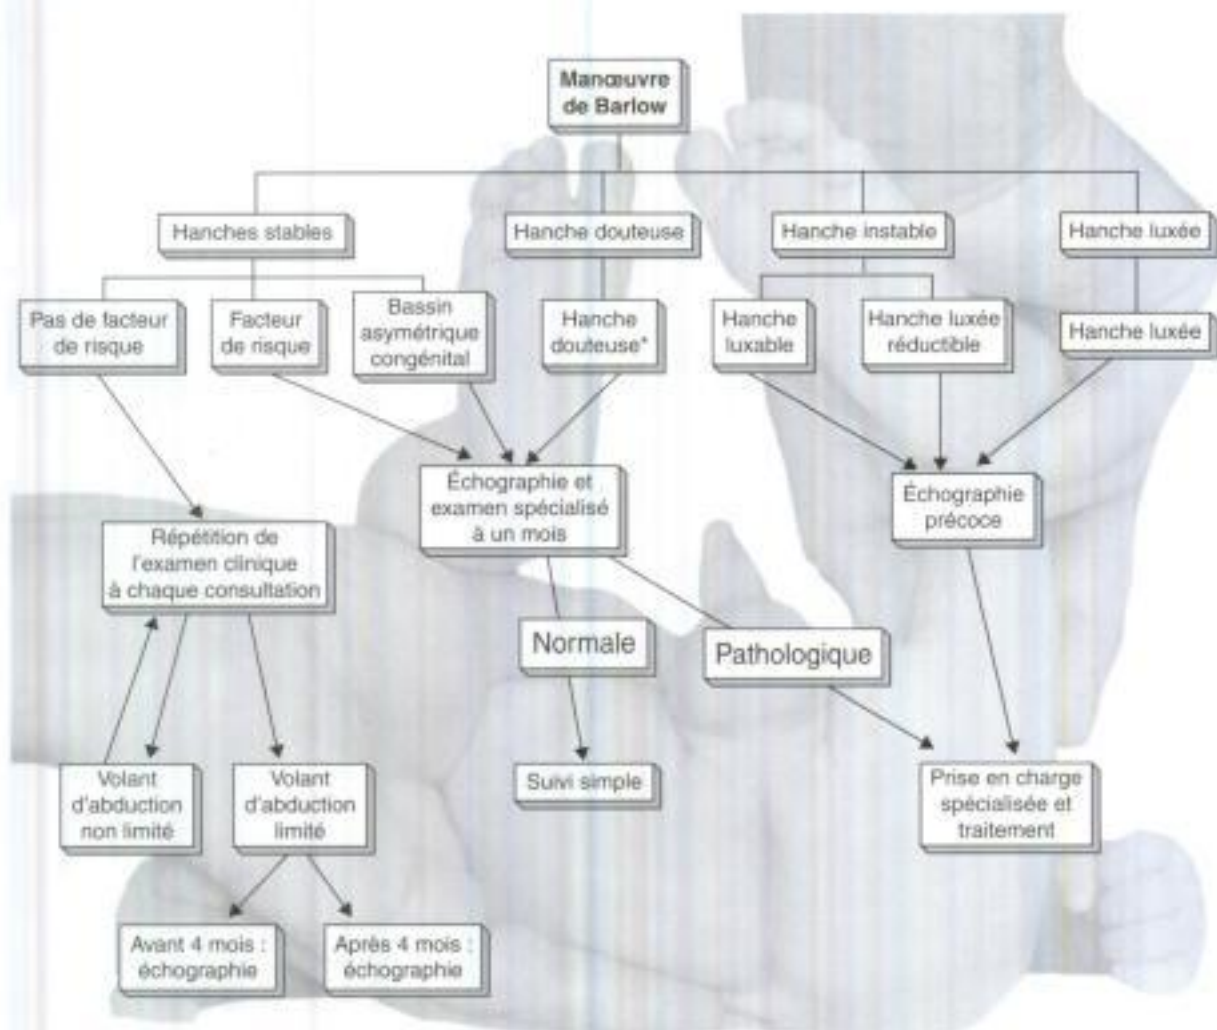 Manœuvre
de Barlow
Hanches stables
Hanche douteuse
Hanche instable
Hanche luxée
Pas de facteur
de risque
Facteur
de risque
Bassin
asymétrique
congénital
Hanche
douteuse*
Hanche
luxable
Hanche luxée
réductible
Hanche luxée
Échographie et
examen spécialisé
à un mois
Échographie
précoce
Répétition de
l'examen clinique
à chaque consultation
Normale
Pathologique
Volant
d'abduction
non limité
Volant
d'abduction
limité
Suivi simple
Prise en charge
spécialisée et
traitement
Avant 4 mois :
échographie
Après 4 mois :
échographie